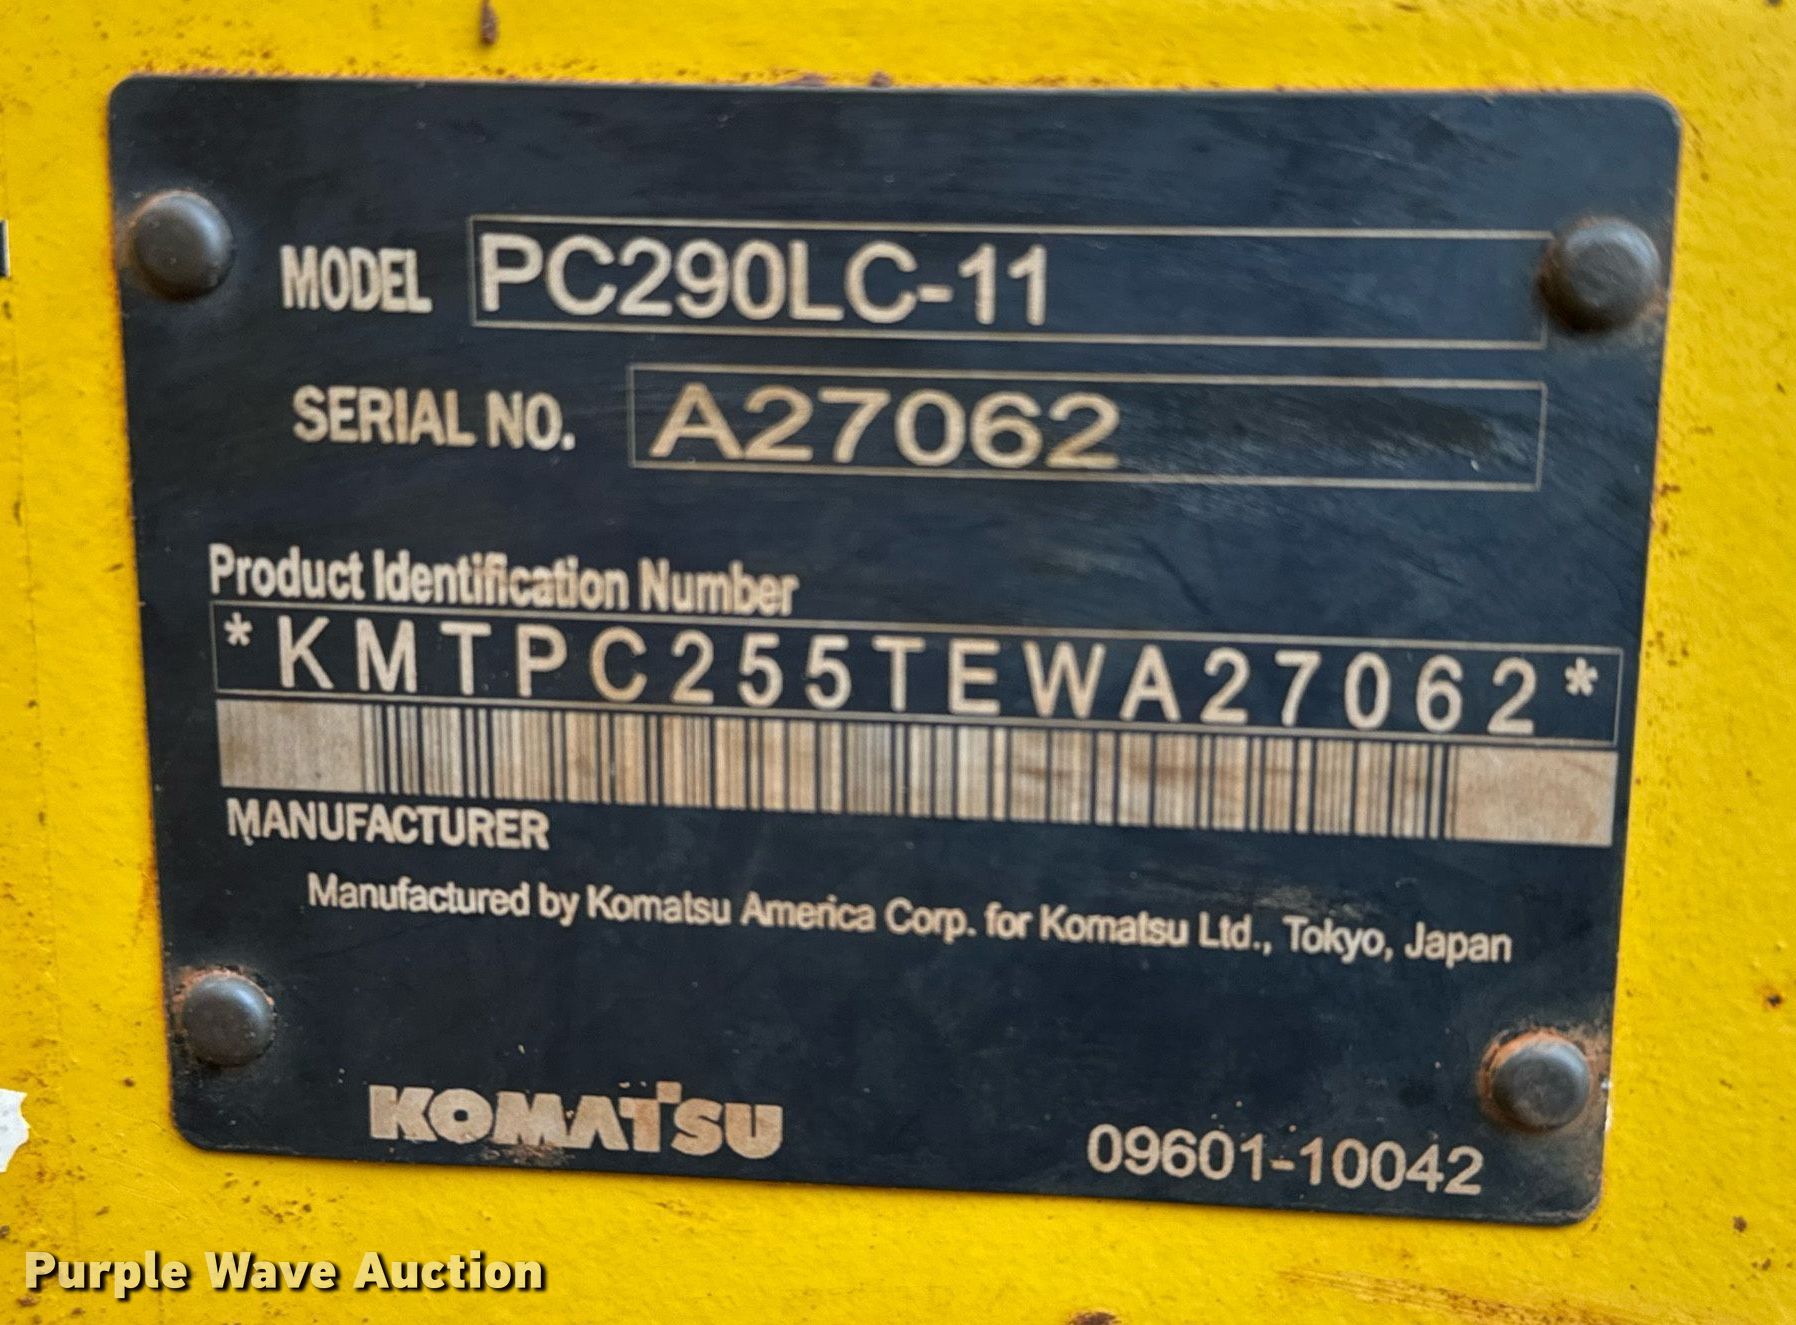 MODEL PC290LC-11
SERIAL NO. A27062
Product Identification Number
*KMTPC255TEWA27062*
MANUFACTURER
Manufactured by Komatsu America Corp. for Komatsu Ltd., Tokyo, Japan
KOMATSU 09601-10042
Purple Wave Auction